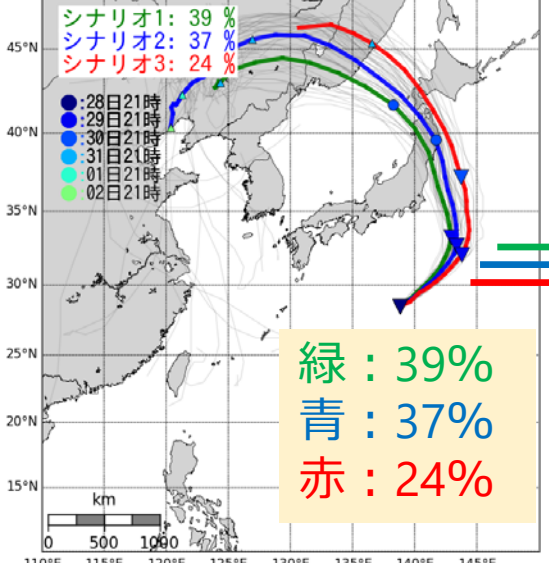 シナリオ1: 39 %
シナリオ2: 37 %
シナリオ3: 24 %
45°N
:28日21時
:29日21時
:30日21時
:31日21時
:01日21時
:02日21時
40°N
35°N
30°N
25°N
20°N
15°N
緑：39%
青：37%
赤：24%
km
0 500 1000
110°E 115°E 120°E 125°E 130°E 135°E 140°E 145°E